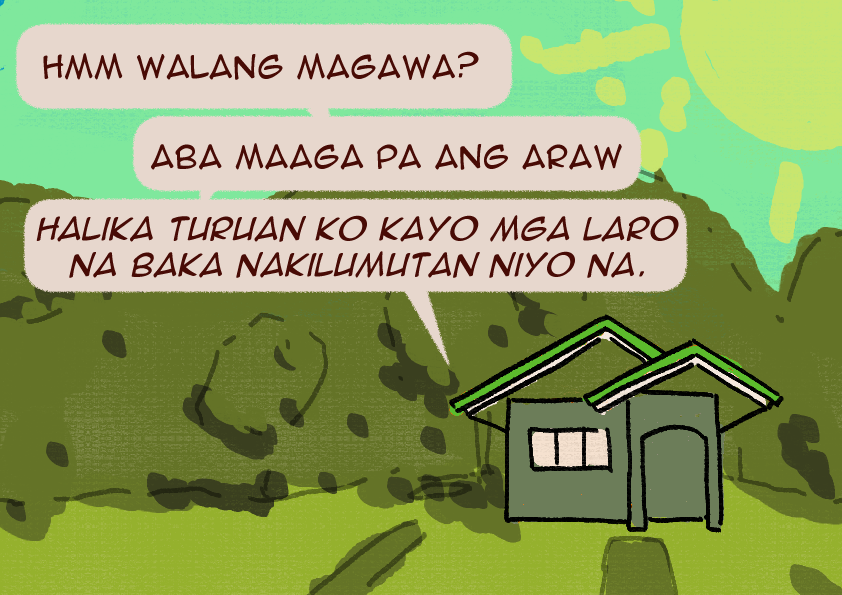 HMM WALANG MAGAWA?
ABA MAAGA PA ANG ARAW
HALIKA TURUAN KO KAYO MGA LARO
NA BAKA NAKILUMUTAN NIYO NA.